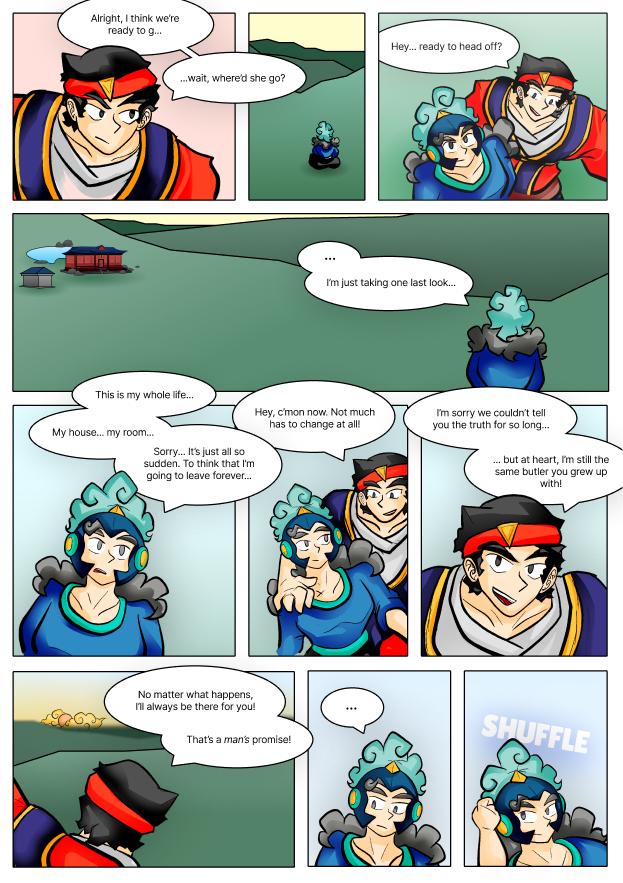 Alright, I think we're
ready to g...
...wait, where'd she go?
Hey... ready to head off?
...
I'm just taking one last look...
This is my whole life...
My house... my room...
Sorry... It's just all so
sudden. To think that I'm
going to leave forever...
Hey, c'mon now. Not much
has to change at all!
I'm sorry we couldn't tell
you the truth for so long...
... but at heart, I'm still the
same butler you grew up
with!
No matter what happens,
I'll always be there for you!
That's a man's promise!
...
SHUFFLE